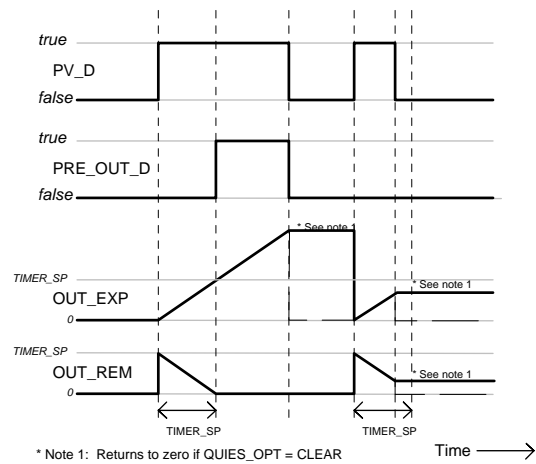 true
PV_D
false
true
PRE_OUT_D
false
* See note 1
TIMER_SP
* See note 1
OUT_EXP
0
TIMER_SP
OUT_REM
* See note 1
0
TIMER_SP TIMER_SP
* Note 1: Returns to zero if QUIES_OPT = CLEAR
Time